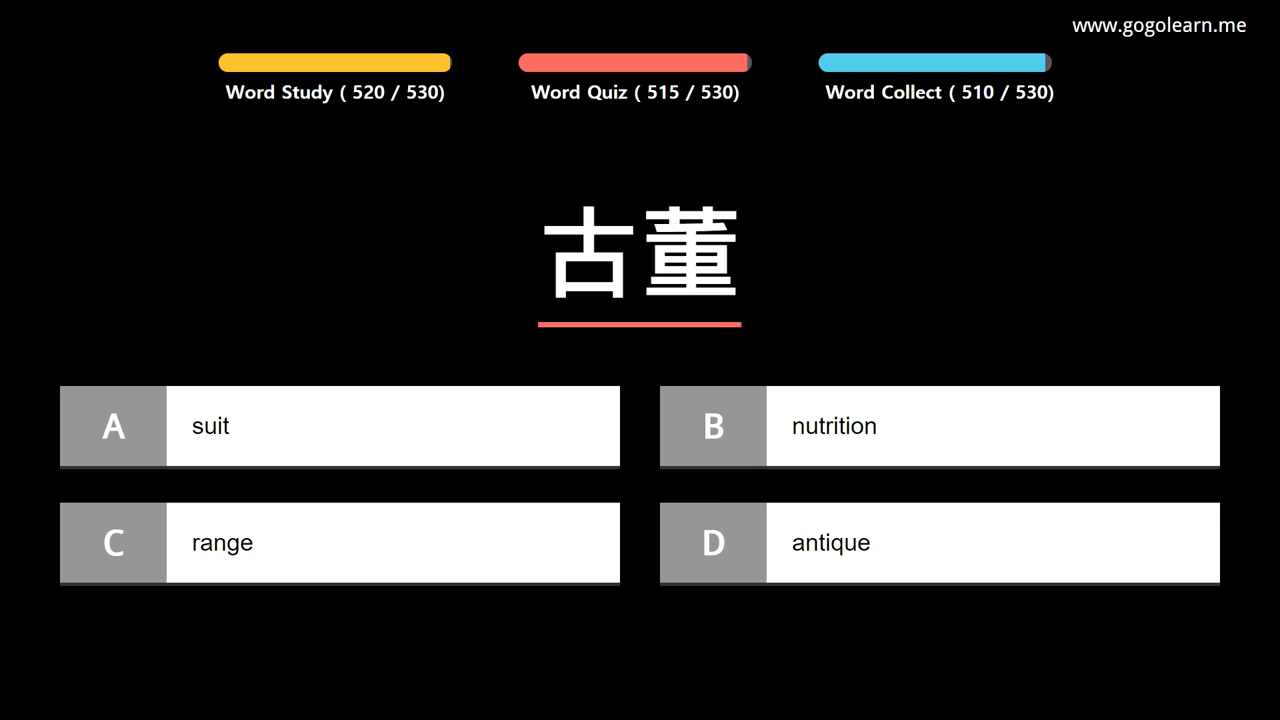 www.gogolearn.me
Word Study ( 520 / 530)
Word Quiz ( 515 / 530)
Word Collect ( 510 / 530)
古董
A suit
B nutrition
C range
D antique